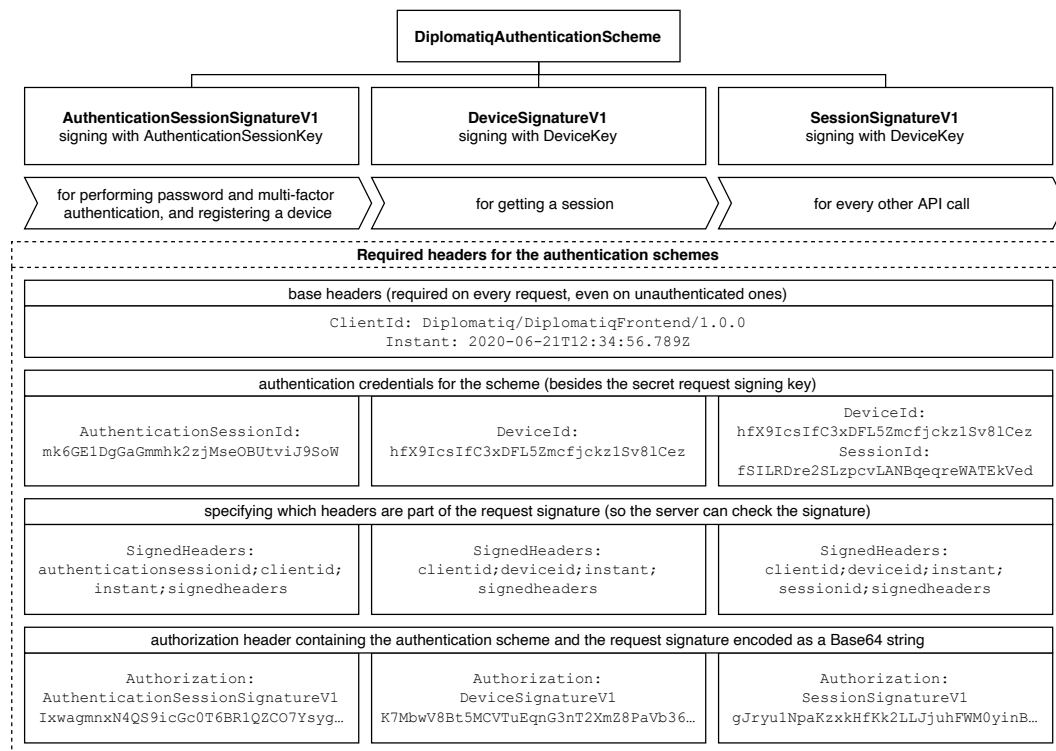 DiplomatiqAuthenticationScheme
AuthenticationSessionSignatureV1
signing with AuthenticationSessionKey
DeviceSignatureV1
signing with DeviceKey
SessionSignatureV1
signing with DeviceKey
for performing password and multi-factor
authentication, and registering a device
for getting a session
for every other API call
Required headers for the authentication schemes
base headers (required on every request, even on unauthenticated ones)
ClientId: Diplomatiq/DiplomatiqFrontend/1.0.0
Instant: 2020-06-21T12:34:56.789Z
authentication credentials for the scheme (besides the secret request signing key)
AuthenticationSessionId:
mk6GE1DgGaGmmhk2zjMseOBUtviJ9SoW
DeviceId:
hfX9IcsIfC3xDFL5Zmcfjckz1Sv8lCez
DeviceId:
hfX9IcsIfC3xDFL5Zmcfjckz1Sv8lCez
SessionId:
fSILRDre2SLzpcvLANBqeqreWATEkVed
specifying which headers are part of the request signature (so the server can check the signature)
SignedHeaders:
authenticationsessionid;clientid;
instant;signedheaders
SignedHeaders:
clientid;deviceid;instant;
signedheaders
SignedHeaders:
clientid;deviceid;instant;
sessionid;signedheaders
authorization header containing the authentication scheme and the request signature encoded as a Base64 string
Authorization:
AuthenticationSessionSignatureV1
IxwagmnxN4QS9icGc0T6BR1QZCO7Ysyg…
Authorization:
DeviceSignatureV1
K7MbwV8Bt5MCVTuEqnG3nT2XmZ8PaVb36…
Authorization:
SessionSignatureV1
gJryu1NpaKzxkHfKk2LLJjuhFWM0yinB…